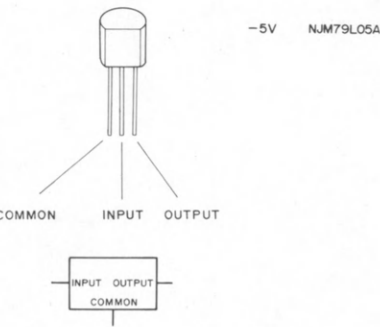 -5V NJM79L05A
COMMON INPUT OUTPUT
INPUT OUTPUT
COMMON